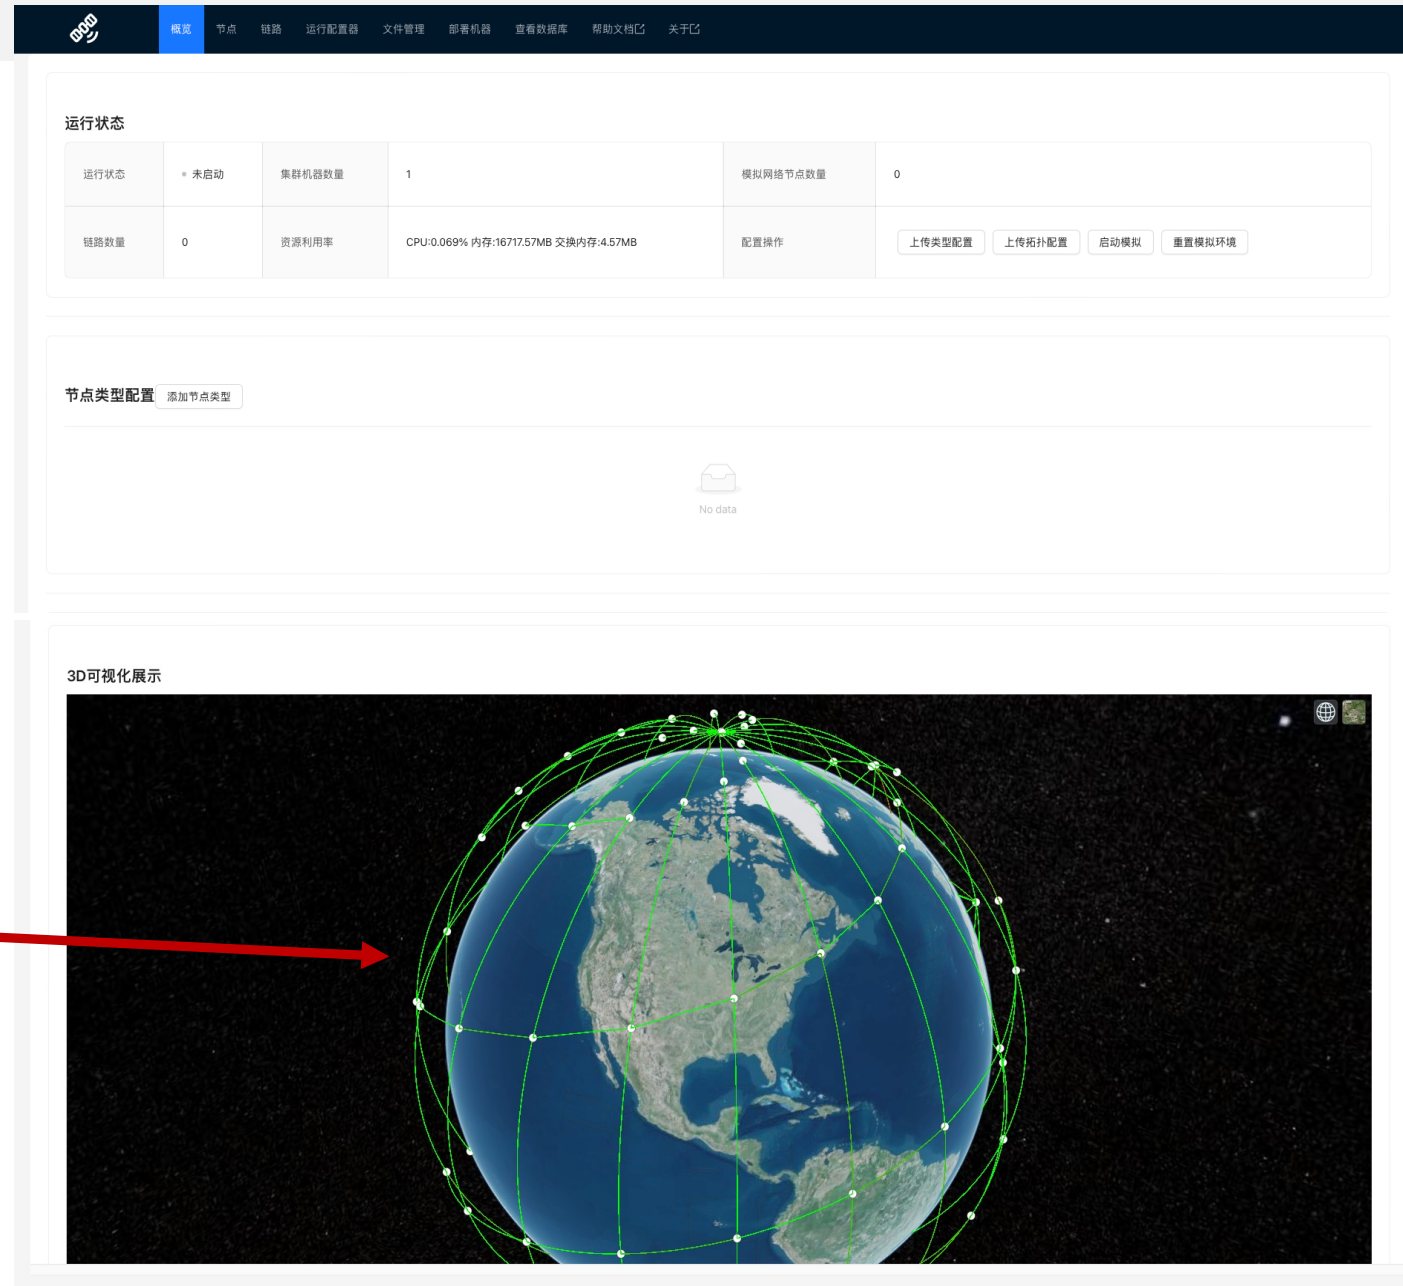 概览 节点 链路 运行配置器 文件管理 部署机器 查看数据库 帮助文档 关于
运行状态
运行状态 未启动 集群机器数量 1 模拟网络节点数量 0
链路数量 0 资源利用率 CPU:0.069% 内存:16717.57MB 交换内存:4.57MB 配置操作 上传类型配置 上传拓扑配置 启动模拟 重置模拟环境
节点类型配置 添加节点类型
No data
3D可视化展示